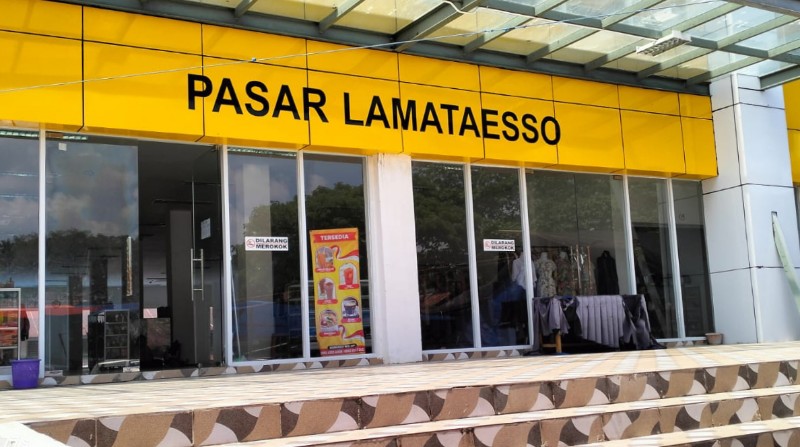 PASAR LAMATAESSO
DILARANG
MEROKOK
TERSEDIA
DILARANG
MEROKOK